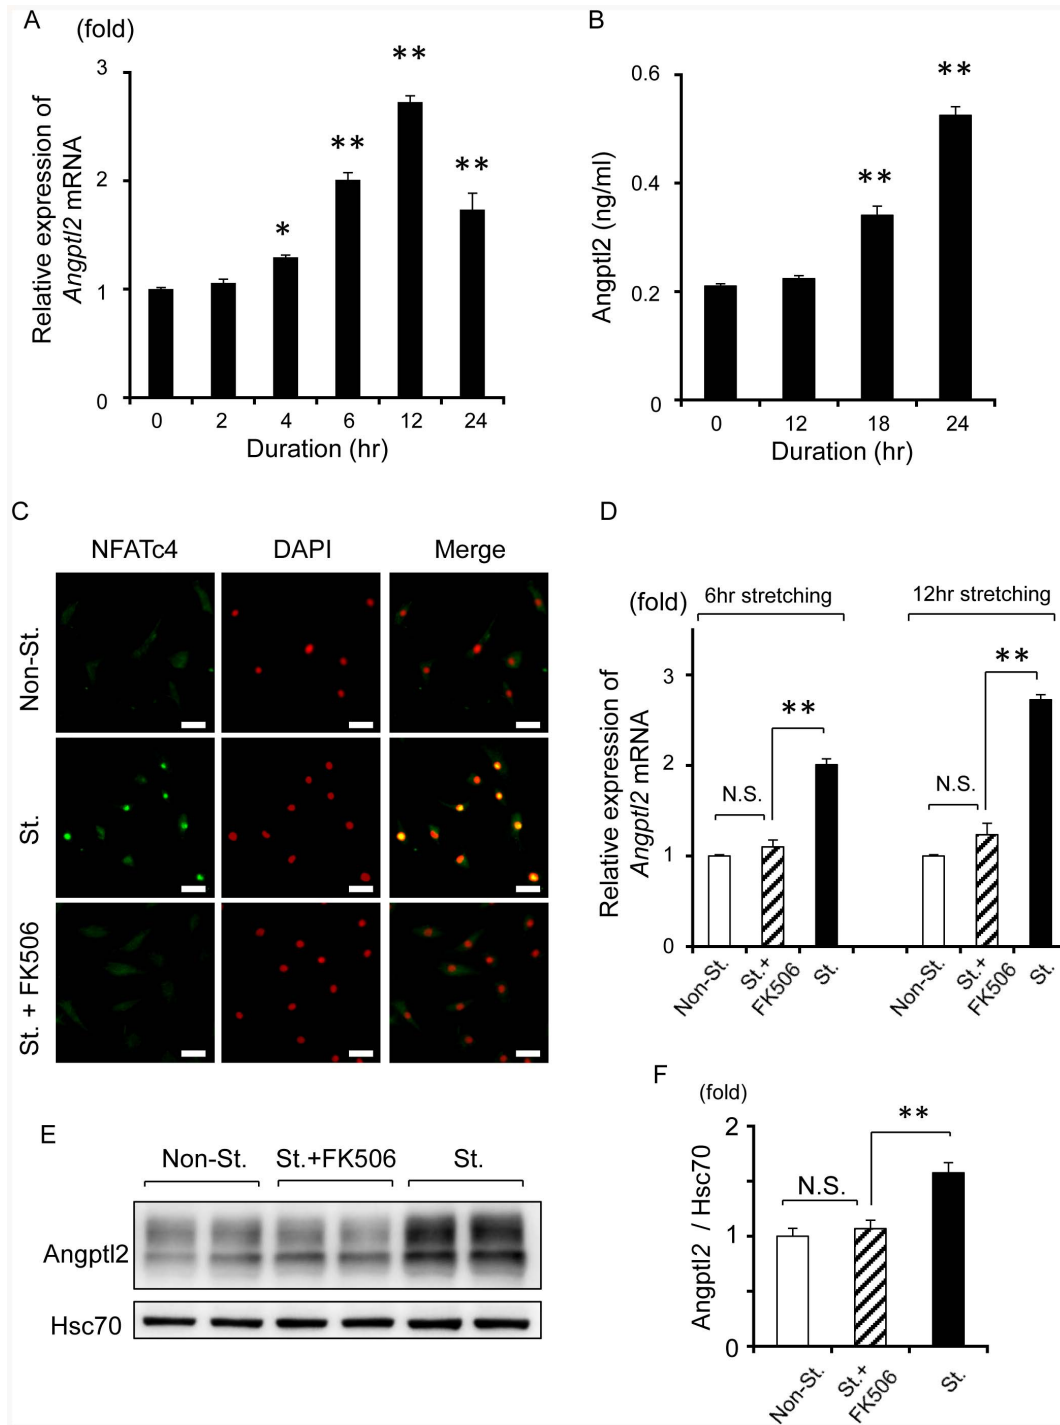 A
(fold)
Relative expression of
Angptl2 mRNA
3
2
1
0
*
**
**
**
0 2 4 6 12 24
Duration (hr)
B
Angptl2 (ng/ml)
0.6
0.4
0.2
0
**
**
0 12 18 24
Duration (hr)
C
NFATc4 DAPI Merge
Non-St.
St.
St. + FK506
D
(fold)
6hr stretching 12hr stretching
Relative expression of
Angptl2 mRNA
3
2
1
0
N.S.
**
N.S.
**
Non-St.
St.+
FK506
St.
Non-St.
St.+
FK506
St.
E
Non-St. St.+FK506 St.
Angptl2
Hsc70
F
(fold)
Angptl2 / Hsc70
2
1
0
N.S.
**
Non-St.
St.+
FK506
St.